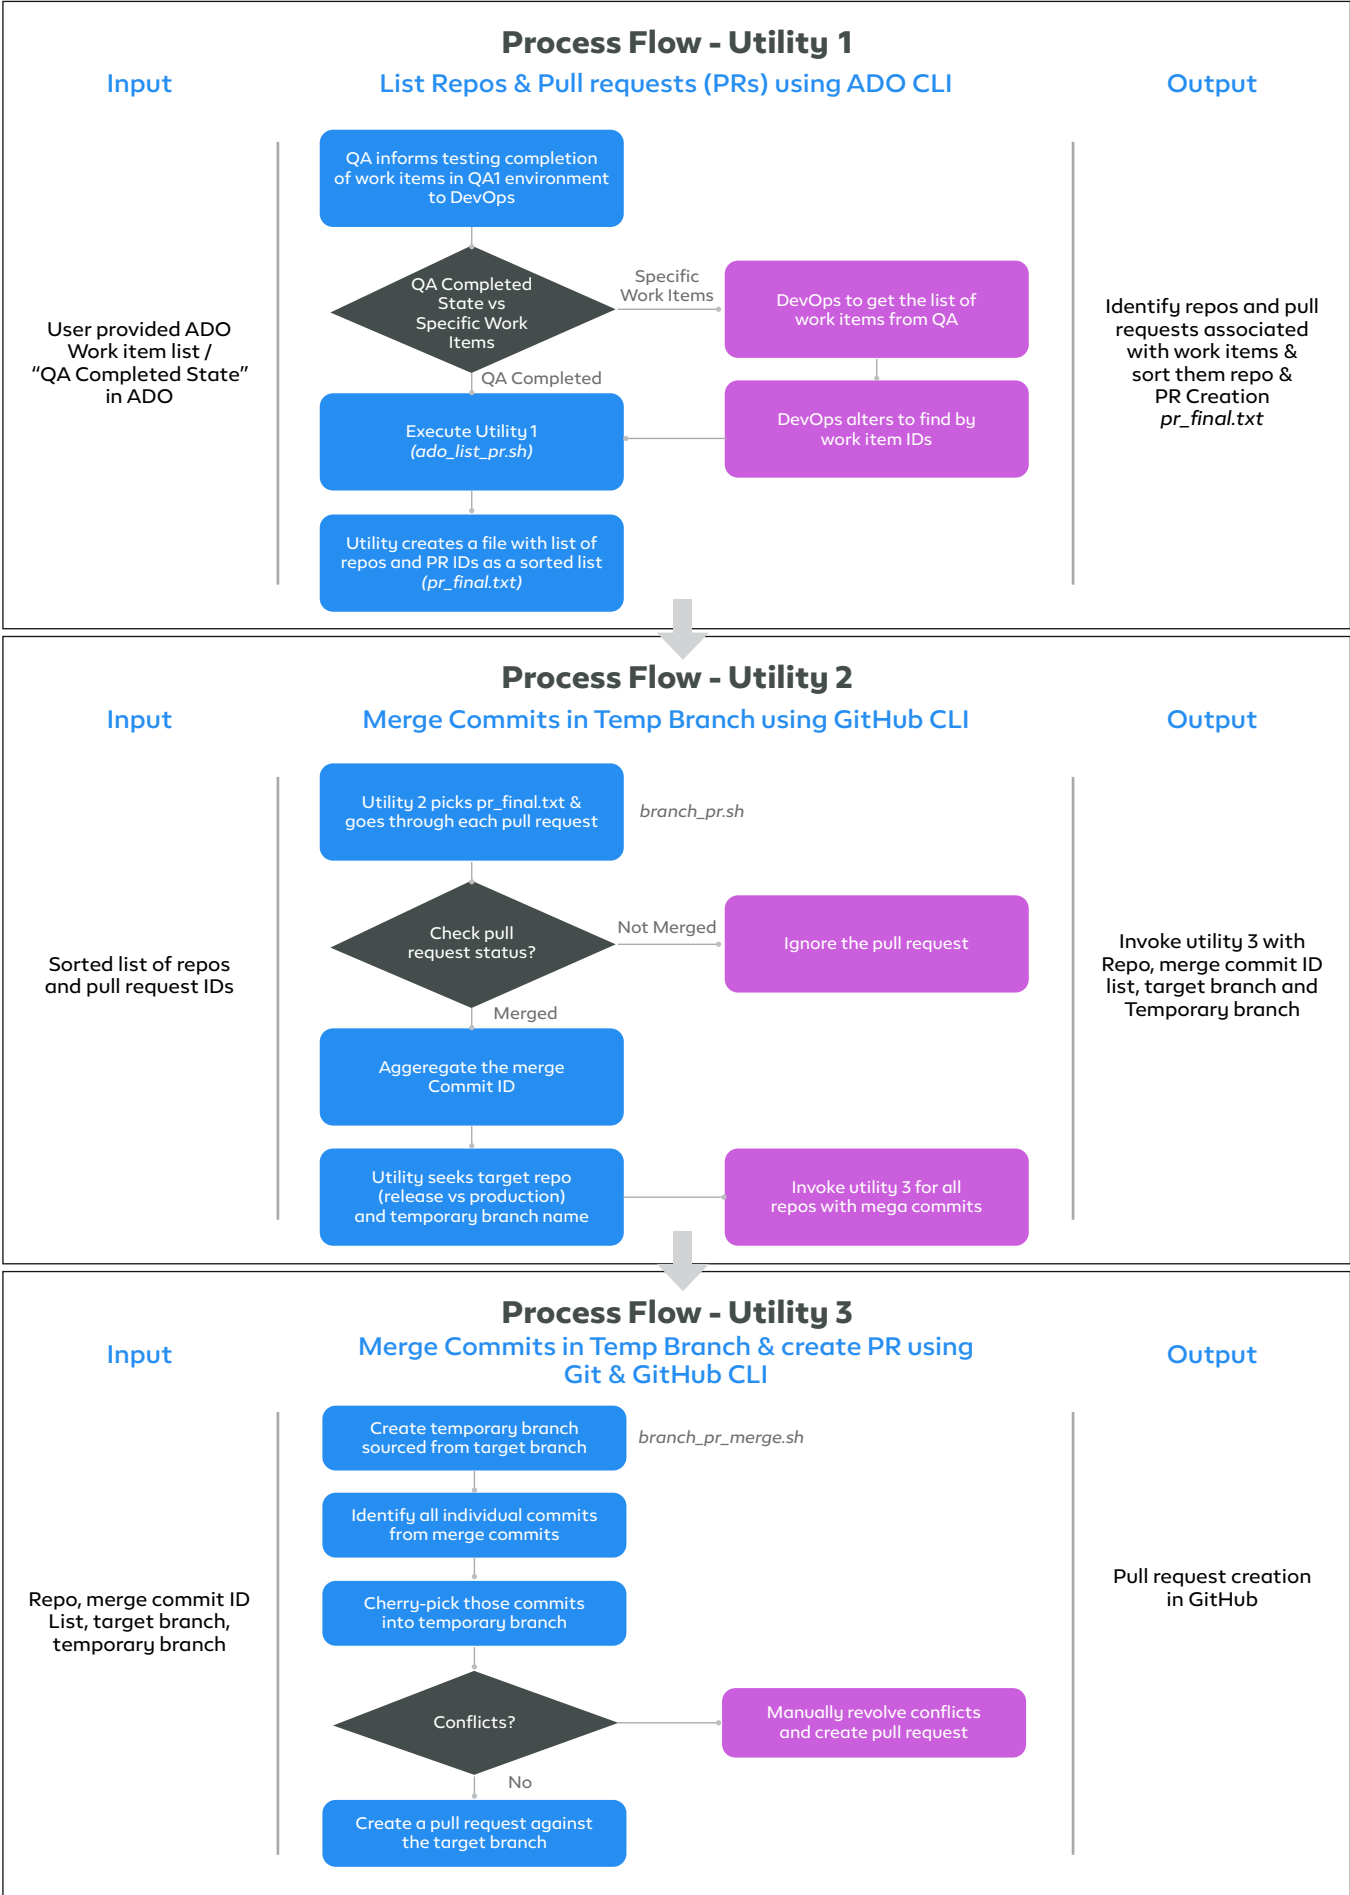 Process Flow - Utility 1
Input
List Repos & Pull requests (PRs) using ADO CLI
Output
QA informs testing completion
of work items in QA1 environment
to DevOps
QA Completed
State vs
Specific Work
Items
Specific
Work Items
DevOps to get the list of
work items from QA
User provided ADO
Work item list /
“QA Completed State”
in ADO
Identify repos and pull
requests associated
with work items &
sort them repo &
PR Creation
pr_final.txt
QA Completed
Execute Utility 1
(ado_list_pr.sh)
DevOps alters to find by
work item IDs
Utility creates a file with list of
repos and PR IDs as a sorted list
(pr_final.txt)
Process Flow - Utility 2
Input
Merge Commits in Temp Branch using GitHub CLI
Output
Utility 2 picks pr_final.txt &
goes through each pull request
branch_pr.sh
Check pull
request status?
Not Merged
Ignore the pull request
Sorted list of repos
and pull request IDs
Invoke utility 3 with
Repo, merge commit ID
list, target branch and
Temporary branch
Merged
Aggeregate the merge
Commit ID
Utility seeks target repo
(release vs production)
and temporary branch name
Invoke utility 3 for all
repos with mega commits
Process Flow - Utility 3
Input
Merge Commits in Temp Branch & create PR using
Git & GitHub CLI
Output
Create temporary branch
sourced from target branch
branch_pr_merge.sh
Identify all individual commits
from merge commits
Repo, merge commit ID
List, target branch,
temporary branch
Cherry-pick those commits
into temporary branch
Pull request creation
in GitHub
Conflicts?
Manually revolve conflicts
and create pull request
No
Create a pull request against
the target branch